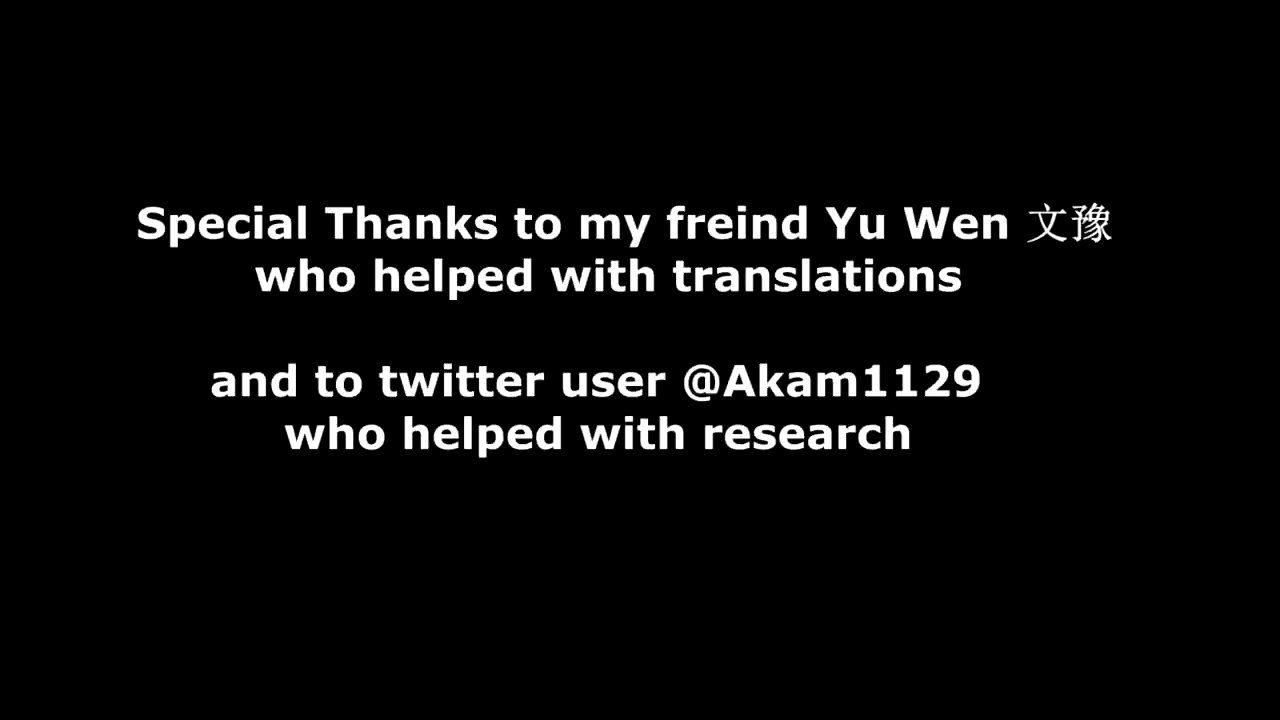 Special Thanks to my freind Yu Wen 文豫
who helped with translations
and to twitter user @Akam1129
who helped with research